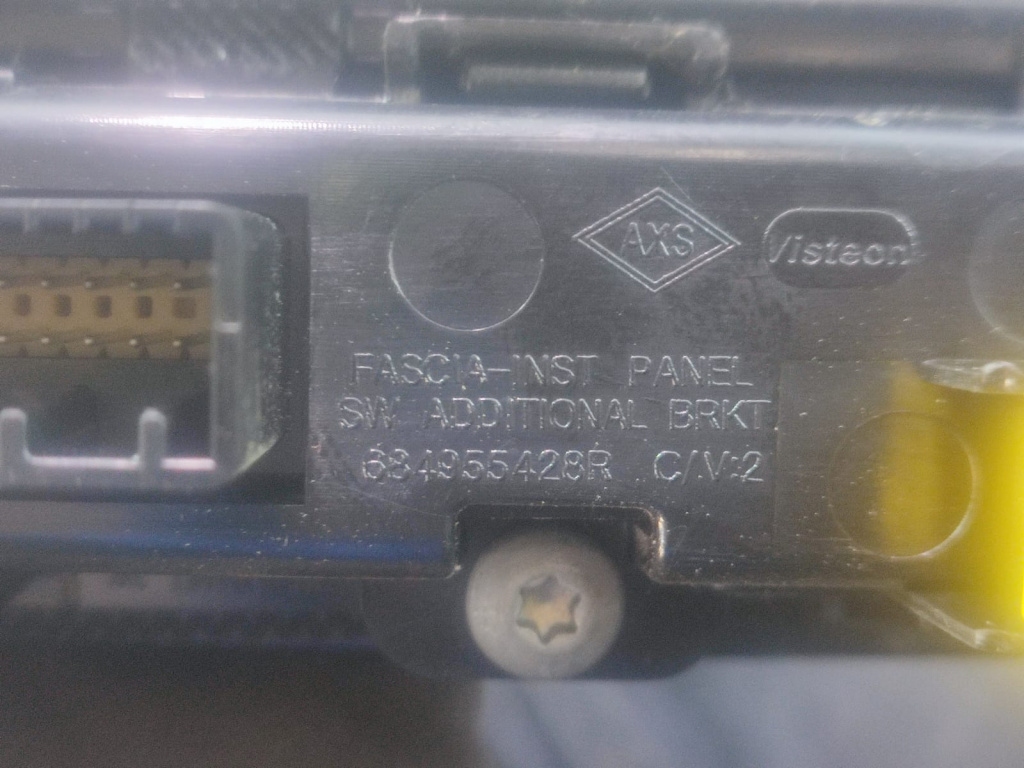 AXS
Visteon
FASCIA-INST PANEL
SW ADDITIONAL BRKT
684955428R C/V:2